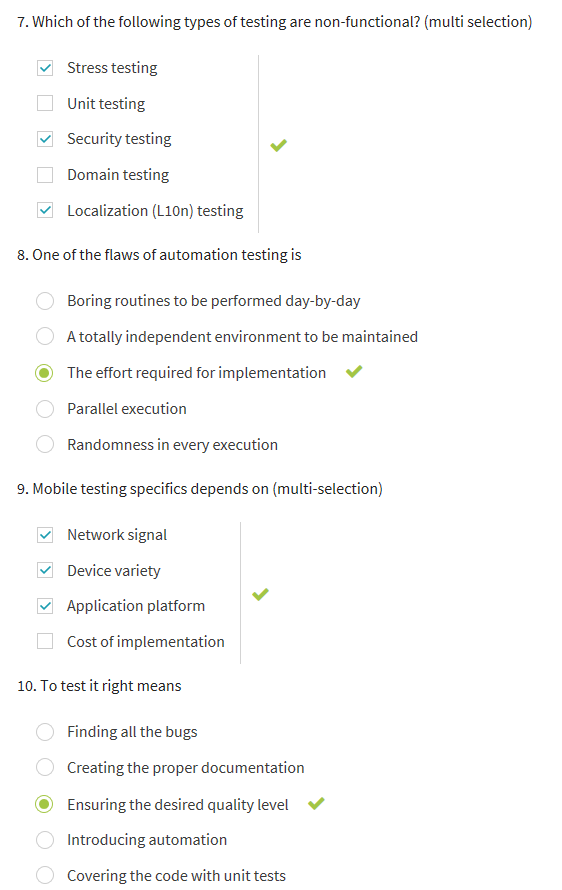 7. Which of the following types of testing are non-functional? (multi selection)
Stress testing
Unit testing
Security testing
Domain testing
Localization (L10n) testing
8. One of the flaws of automation testing is
Boring routines to be performed day-by-day
A totally independent environment to be maintained
The effort required for implementation
Parallel execution
Randomness in every execution
9. Mobile testing specifics depends on (multi-selection)
Network signal
Device variety
Application platform
Cost of implementation
10. To test it right means
Finding all the bugs
Creating the proper documentation
Ensuring the desired quality level
Introducing automation
Covering the code with unit tests